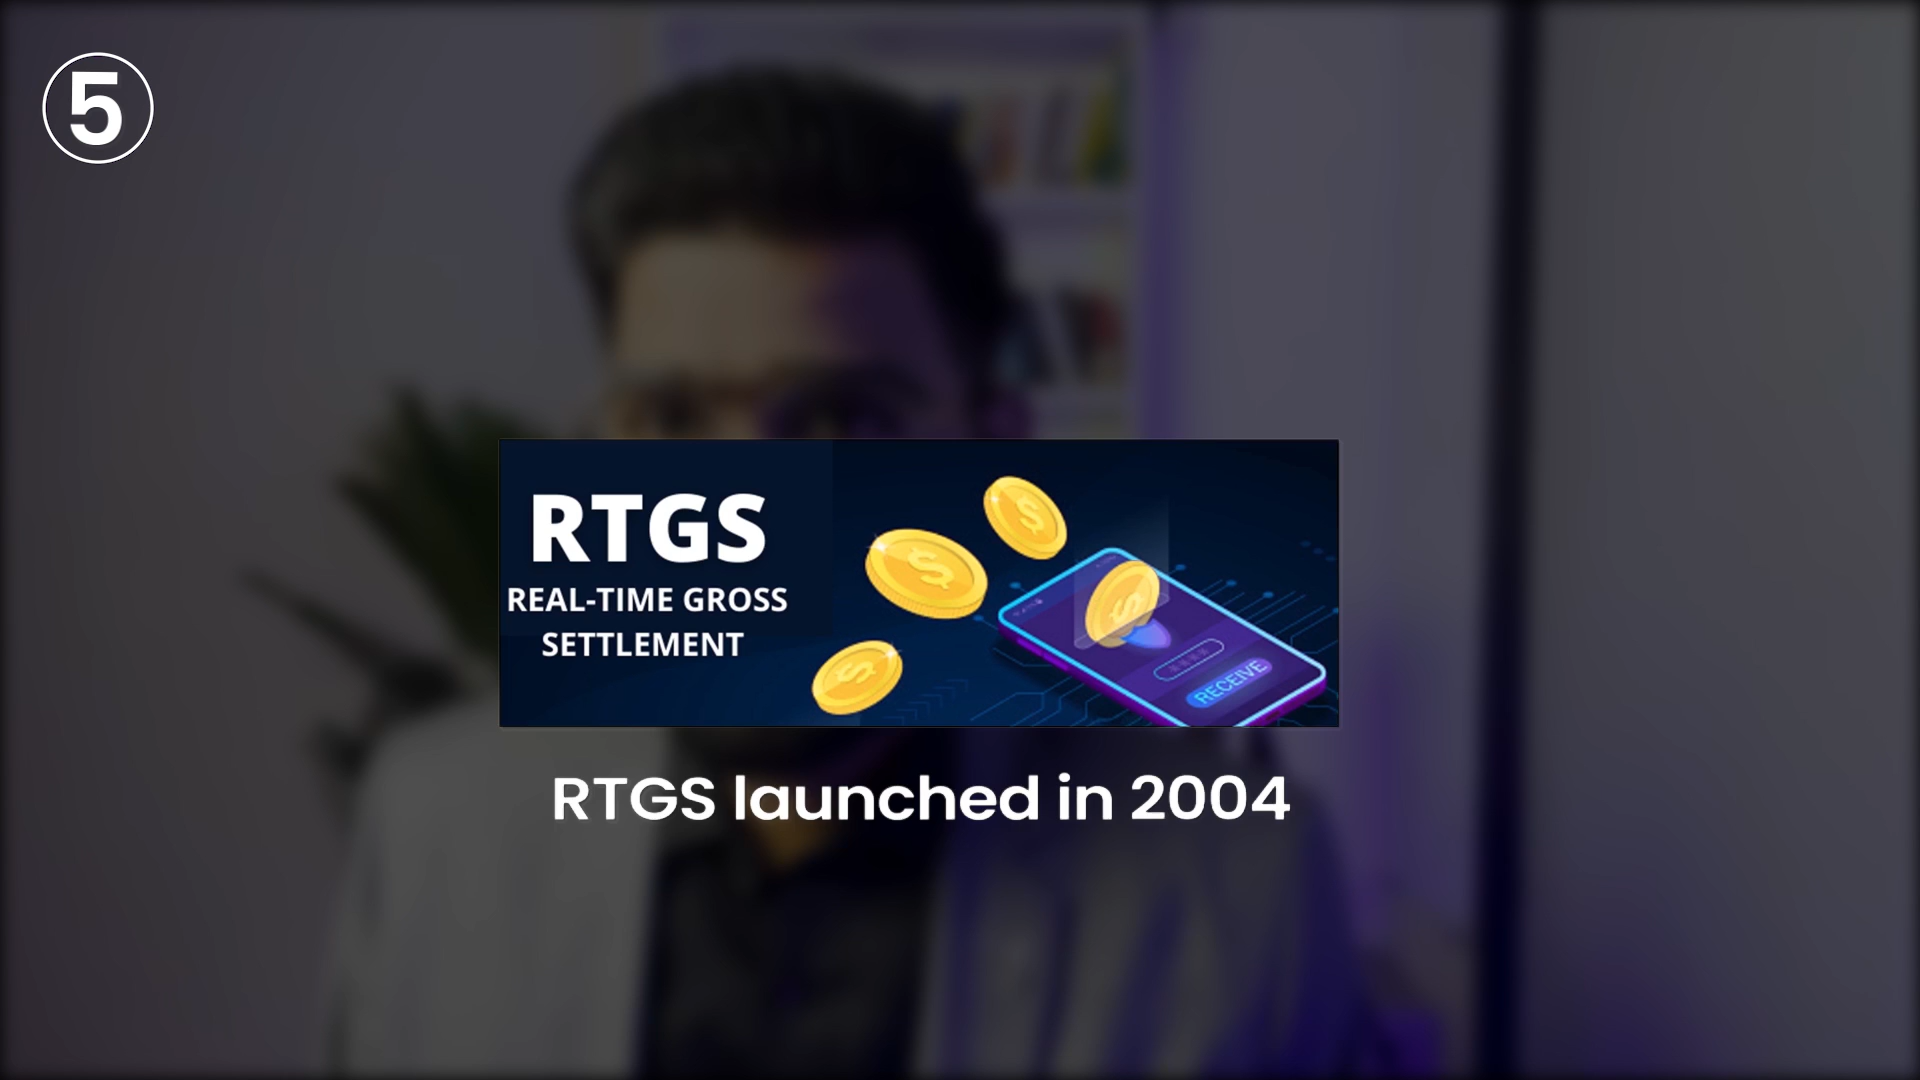 5
RTGS
REAL-TIME GROSS
SETTLEMENT
RECEIVE
RTGS launched in 2004